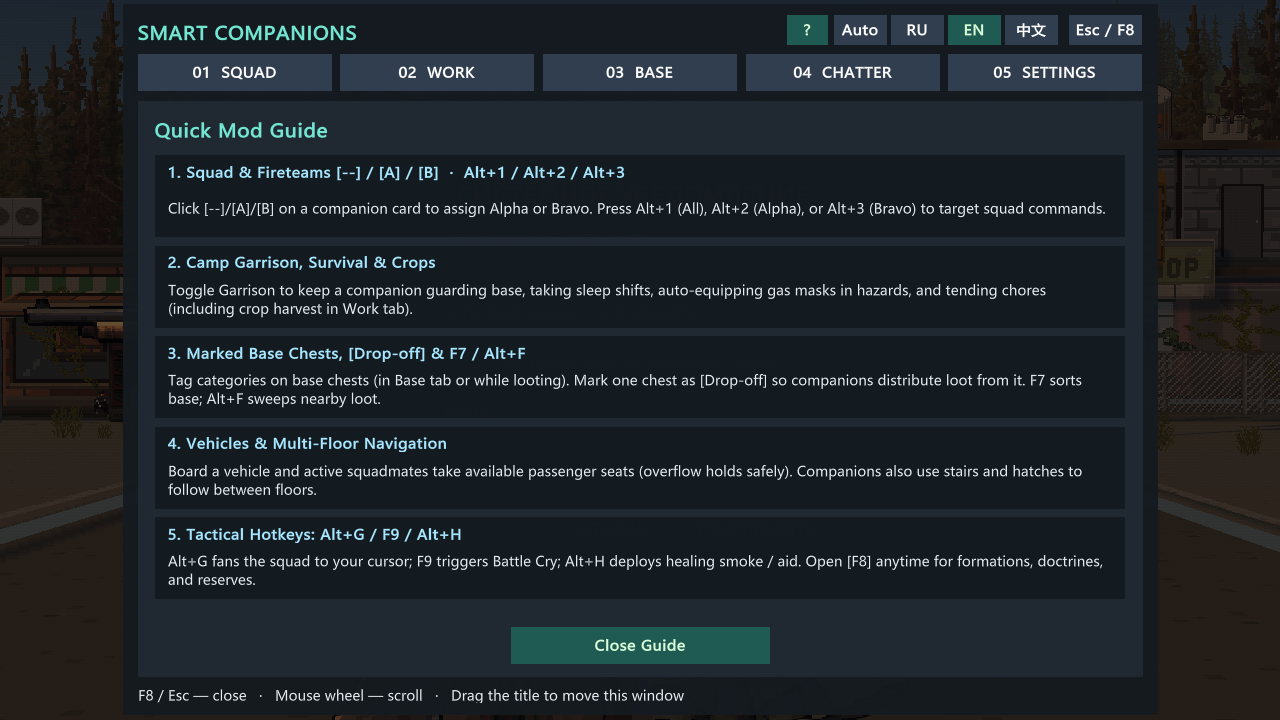 SMART COMPANIONS
? Auto RU EN 中文 Esc / F8
01 SQUAD 02 WORK 03 BASE 04 CHATTER 05 SETTINGS
Quick Mod Guide
1. Squad & Fireteams [--] / [A] / [B] · Alt+1 / Alt+2 / Alt+3
Click [--]/[A]/[B] on a companion card to assign Alpha or Bravo. Press Alt+1 (All), Alt+2 (Alpha), or Alt+3 (Bravo) to target squad commands.
2. Camp Garrison, Survival & Crops
Toggle Garrison to keep a companion guarding base, taking sleep shifts, auto-equipping gas masks in hazards, and tending chores
(including crop harvest in Work tab).
3. Marked Base Chests, [Drop-off] & F7 / Alt+F
Tag categories on base chests (in Base tab or while looting). Mark one chest as [Drop-off] so companions distribute loot from it. F7 sorts
base; Alt+F sweeps nearby loot.
4. Vehicles & Multi-Floor Navigation
Board a vehicle and active squadmates take available passenger seats (overflow holds safely). Companions also use stairs and hatches to
follow between floors.
5. Tactical Hotkeys: Alt+G / F9 / Alt+H
Alt+G fans the squad to your cursor; F9 triggers Battle Cry; Alt+H deploys healing smoke / aid. Open [F8] anytime for formations, doctrines,
and reserves.
Close Guide
F8 / Esc — close · Mouse wheel — scroll · Drag the title to move this window